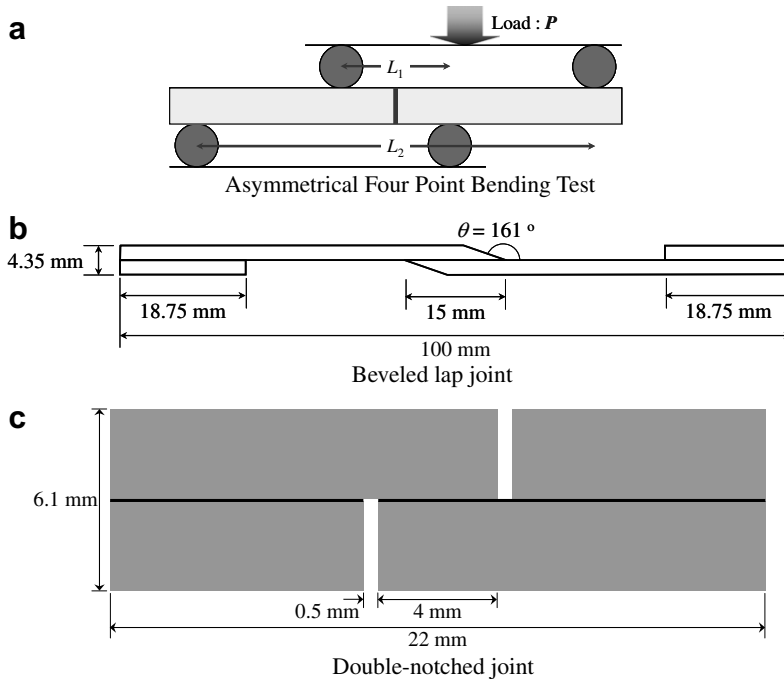 a
Load : P
L1
L2
Asymmetrical Four Point Bending Test
b
θ = 161 °
4.35 mm
18.75 mm
15 mm
18.75 mm
100 mm
Beveled lap joint
c
6.1 mm
0.5 mm
4 mm
22 mm
Double-notched joint